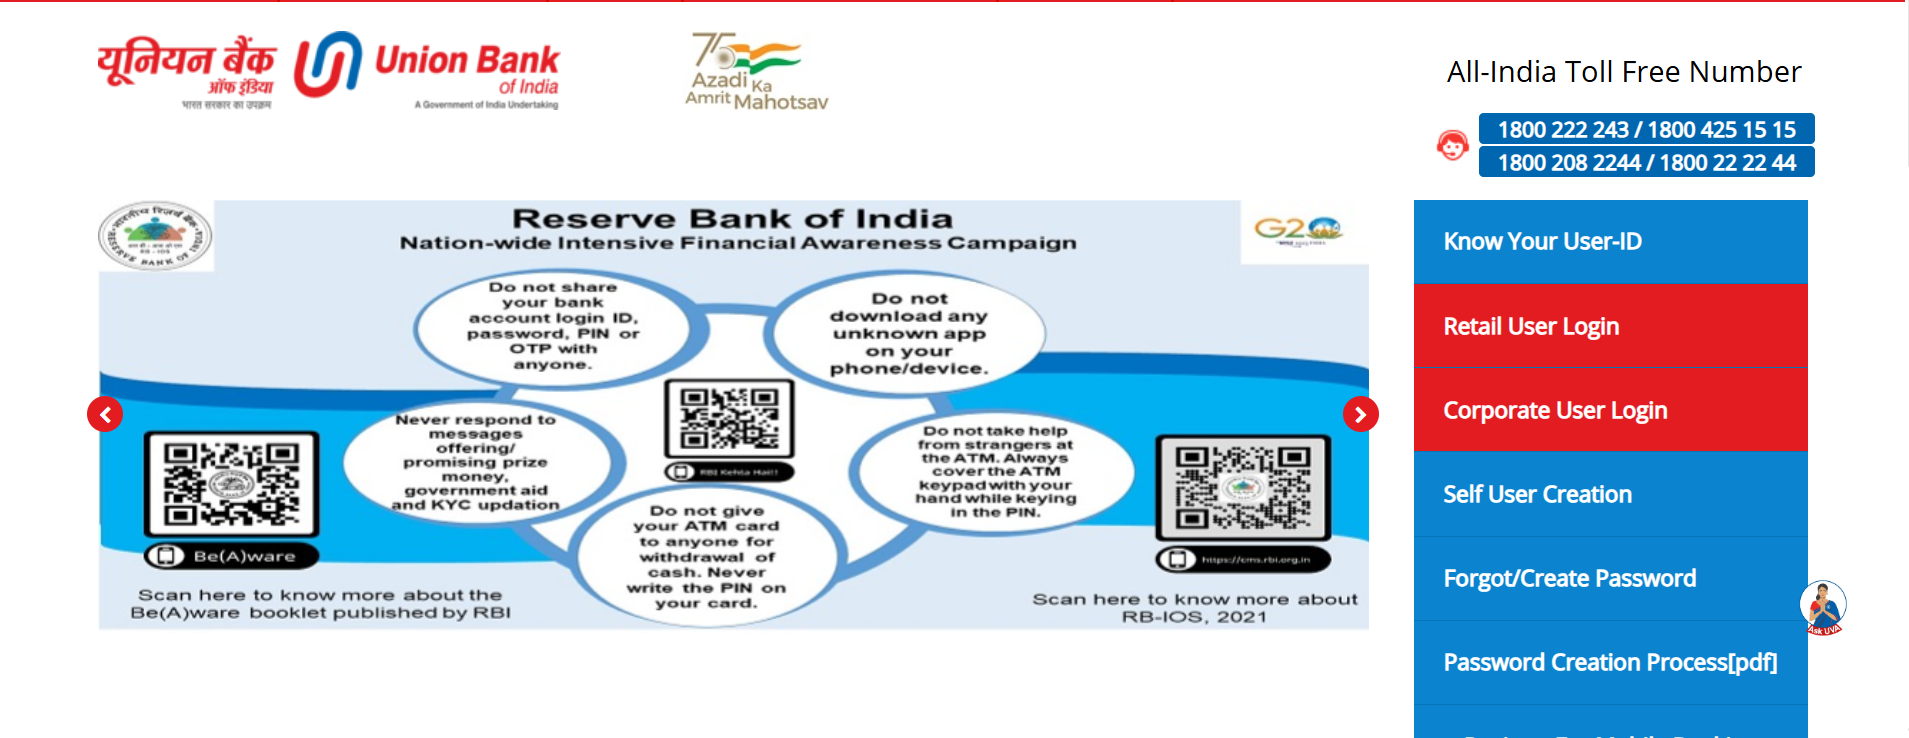 यूनियन बैंक
ऑफ इंडिया
भारत सरकार का उपक्रम
Union Bank
of India
A Government of India Undertaking
75
Azadi Ka
Amrit Mahotsav
All-India Toll Free Number
1800 222 243 / 1800 425 15 15
1800 208 2244 / 1800 22 22 44
Reserve Bank of India
Nation-wide Intensive Financial Awareness Campaign
G20
Do not share
your bank
account login ID,
password, PIN or
OTP with
anyone.
Do not
download any
unknown app
on your
phone/device.
Never respond to
messages
offering/
promising prize
money,
government aid
and KYC updation
RBI Kehta Hai!!
Do not take help
from strangers at
the ATM. Always
cover the ATM
keypad with your
hand while keying
in the PIN.
Do not give
your ATM card
to anyone for
withdrawal of
cash. Never
write the PIN on
your card.
Be(A)ware
Scan here to know more about the
Be(A)ware booklet published by RBI
https://cms.rbi.org.in
Scan here to know more about
RB-IOS, 2021
Know Your User-ID
Retail User Login
Corporate User Login
Self User Creation
Forgot/Create Password
Password Creation Process[pdf]
Ask UVA